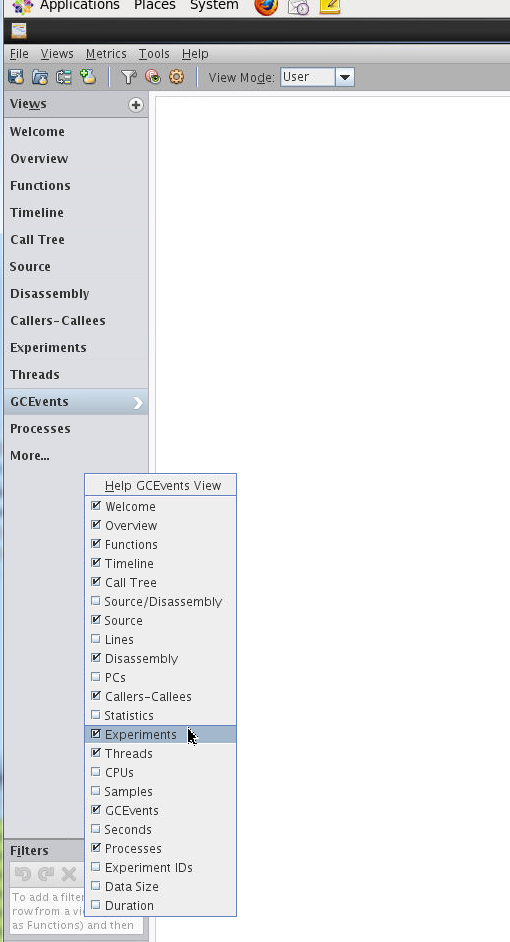 Applications Places System
File Views Metrics Tools Help
View Mode: User
Views
Welcome
Overview
Functions
Timeline
Call Tree
Source
Disassembly
Callers-Callees
Experiments
Threads
GCEvents
Processes
More...
Help GCEvents View
Welcome
Overview
Functions
Timeline
Call Tree
Source/Disassembly
Source
Lines
Disassembly
PCs
Callers-Callees
Statistics
Experiments
Threads
CPUs
Samples
GCEvents
Seconds
Processes
Experiment IDs
Data Size
Duration
Filters
To add a filter
row from a vi
as Functions) and then